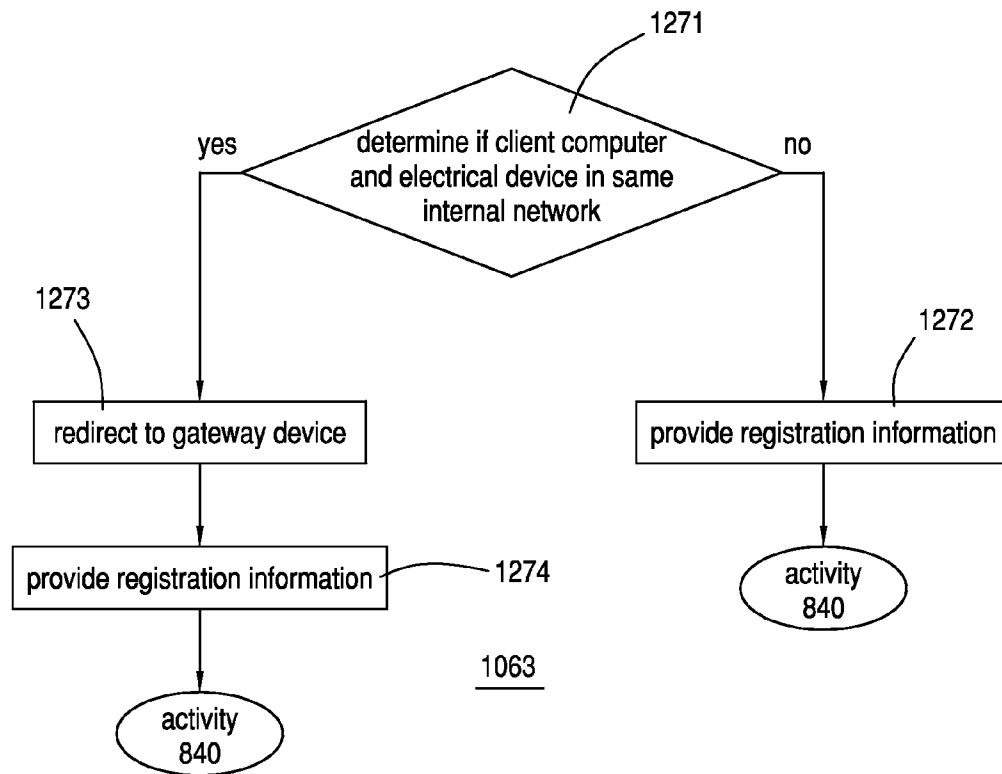 1271
yes
determine if client computer
and electrical device in same
internal network
no
1273
redirect to gateway device
1272
provide registration information
provide registration information
1274
activity
840
1063
activity
840